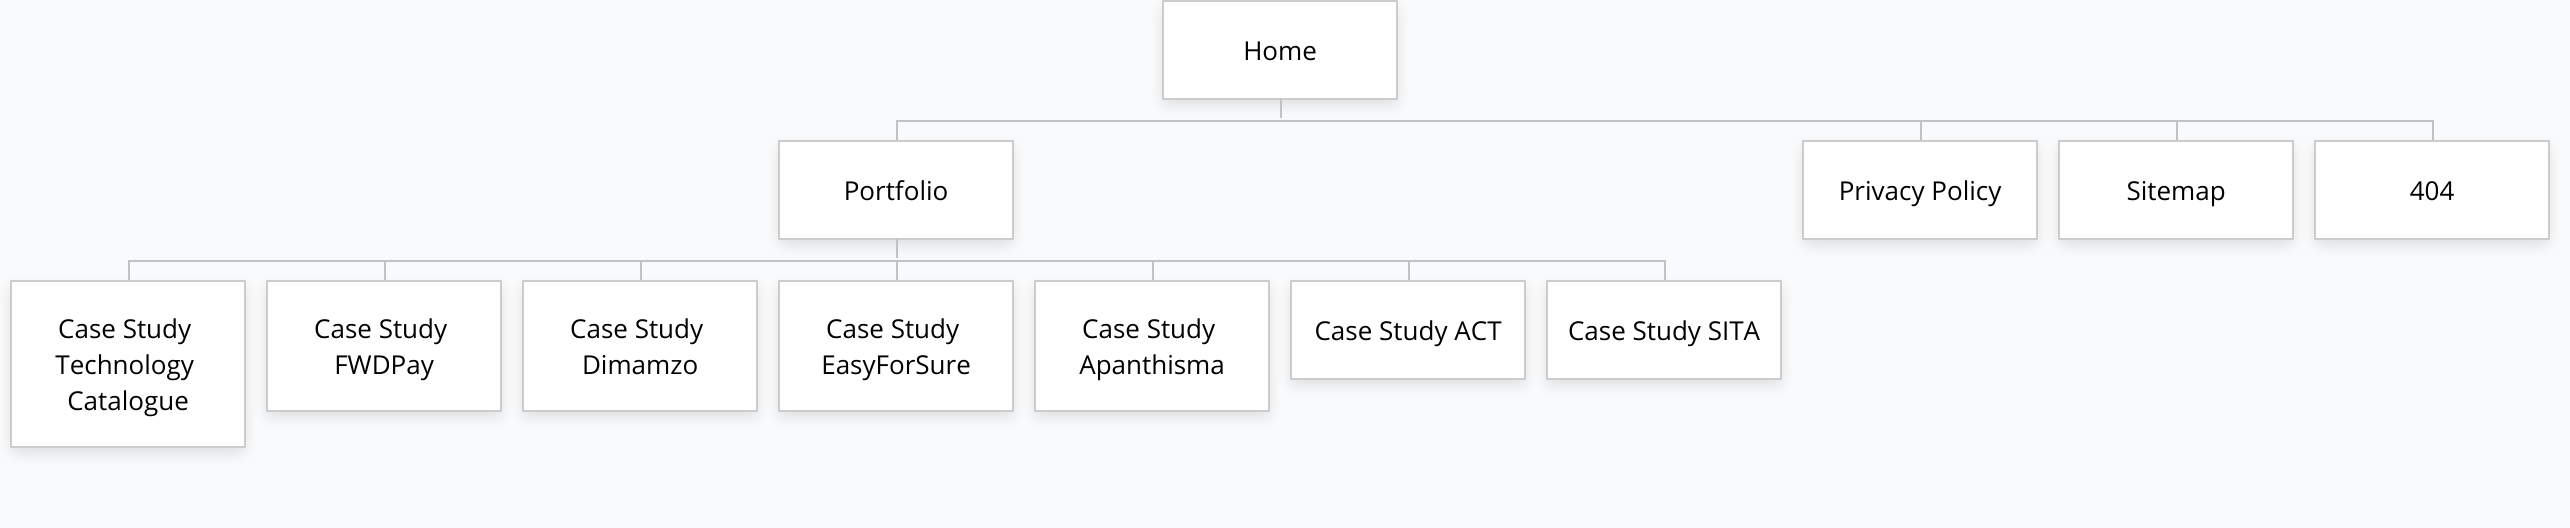 Home
Portfolio
Privacy Policy
Sitemap
404
Case Study
Technology
Catalogue
Case Study
FWDPay
Case Study
Dimamzo
Case Study
EasyForSure
Case Study
Apanthisma
Case Study ACT
Case Study SITA